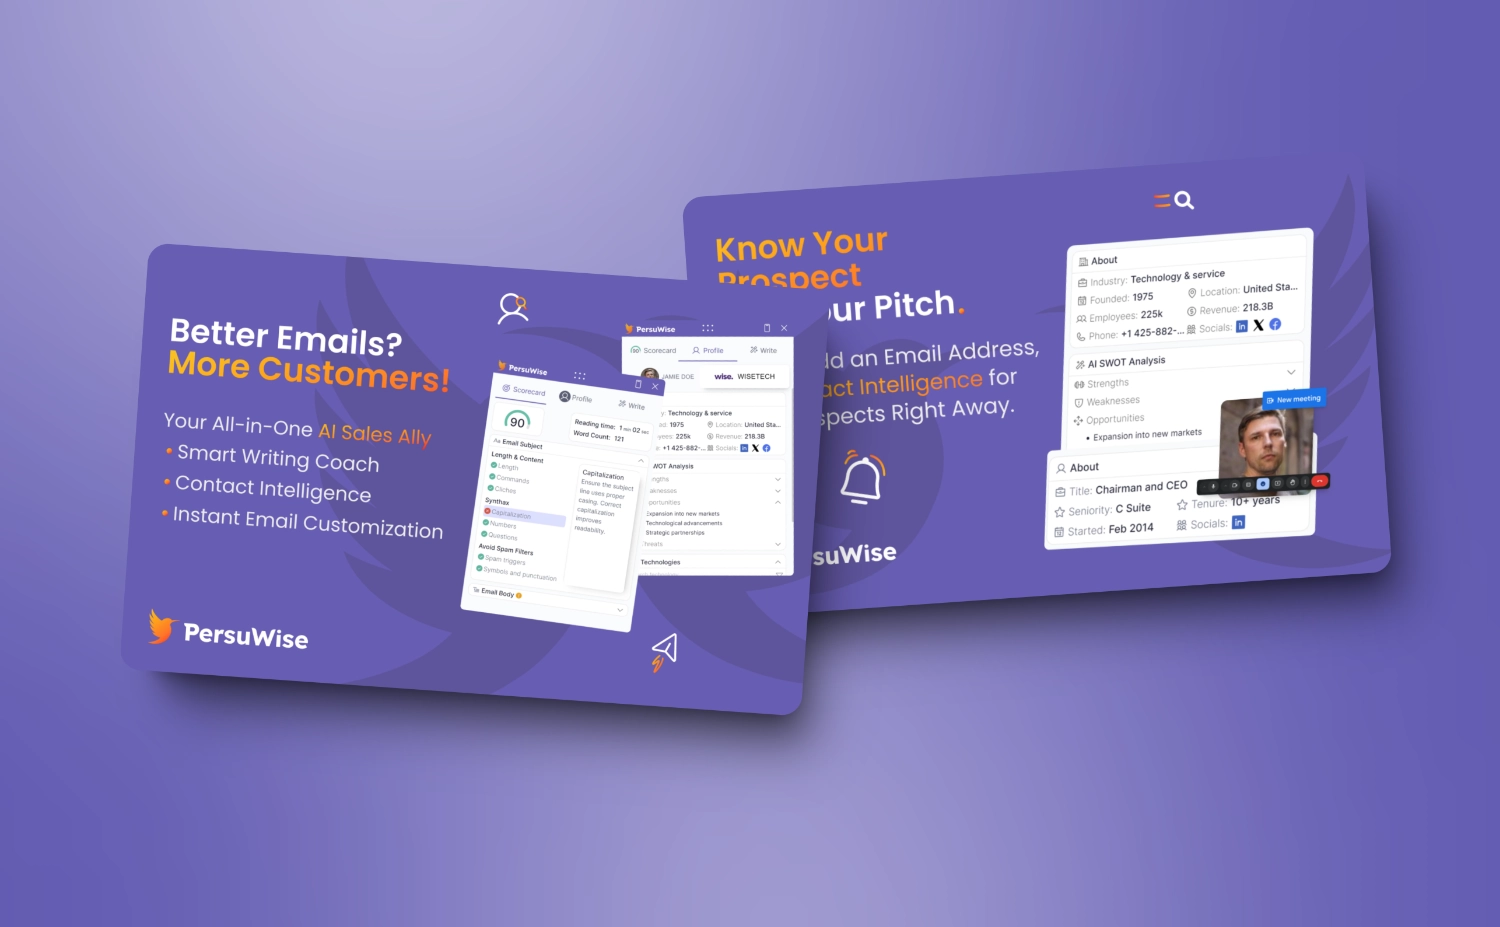 Better Emails?
More Customers!
Your All-in-One AI Sales Ally
• Smart Writing Coach
• Contact Intelligence
• Instant Email Customization
PersuWise
PersuWise
Scorecard
Profile
Write
90
Reading time: 1 min 02 sec
Word Count: 121
Aa Email Subject
Length & Content
Length
Commands
Cliches
Synthax
Capitalization
Numbers
Questions
Avoid Spam Filters
Spam triggers
Symbols and punctuation
Email Body
Capitalization
Ensure the subject
line uses proper
casing. Correct
capitalization
improves
readability.
PersuWise
Scorecard
Profile
Write
JAMIE DOE
wise. WISETECH
y: Technology & service
ed: 1975
Location: United Sta...
yees: 225k
Revenue: 218.3B
e: +1 425-882-...
Socials: in X f
WOT Analysis
ngths
aknesses
portunities
Expansion into new markets
Technological advancements
Strategic partnerships
hreats
Technologies
Know Your
Prospect
our Pitch.
dd an Email Address,
act Intelligence for
spects Right Away.
suWise
About
Industry: Technology & service
Founded: 1975
Location: United Sta...
Employees: 225k
Revenue: 218.3B
Phone: +1 425-882-...
Socials: in X f
AI SWOT Analysis
Strengths
Weaknesses
Opportunities
• Expansion into new markets
New meeting
About
Title: Chairman and CEO
Seniority: C Suite
Tenure: 10+ years
Started: Feb 2014
Socials: in